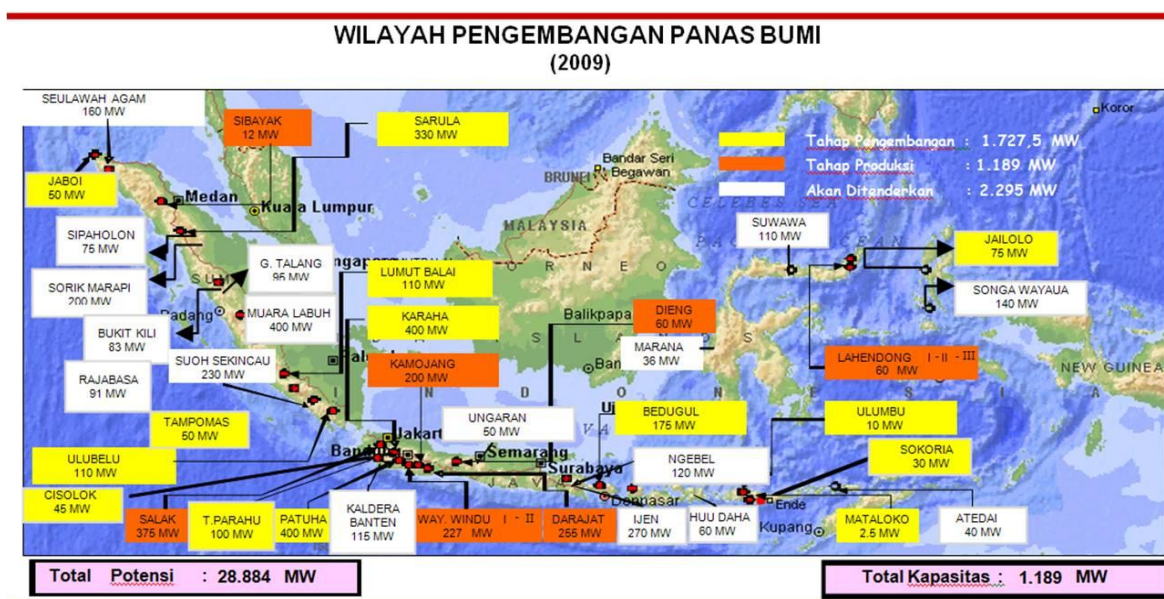 WILAYAH PENGEMBANGAN PANAS BUMI
(2009)
SEULAWAH AGAM
160 MW
SIBAYAK
12 MW
SARULA
330 MW
Koror
Tahap Pengembangan : 1.727,5 MW
Tahap Produksi : 1.189 MW
Akan Ditenderkan : 2.295 MW
Bandar Seri
Begawan
BRUNEI
JABOI
50 MW
Medan
Kuala Lumpur
MALAYSIA
SIPAHOLON
75 MW
SUWAWA
110 MW
JAILOLO
75 MW
G. TALANG
95 MW
LUMUT BALAI
110 MW
SORIK MARAPI
200 MW
SONGA WAYAUA
140 MW
Padang
MUARA LABUH
400 MW
KARAHA
400 MW
Balikpapa
DIENG
60 MW
BUKIT KILI
83 MW
MARANA
36 MW
SUOH SEKINCAU
230 MW
KAMOJANG
200 MW
LAHENDONG I - II - III
60 MW
NEW GUINEA
RAJABASA
91 MW
TAMPOMAS
50 MW
UNGARAN
50 MW
BEDUGUL
175 MW
ULUMBU
10 MW
Jakart
ULUBELU
110 MW
Semarang
NGEBEL
120 MW
SOKORIA
30 MW
Surabaya
JAVA
CISOLOK
45 MW
Denpasar
Ende
Kupang
SALAK
375 MW
T.PARAHU
100 MW
PATUHA
400 MW
KALDERA
BANTEN
115 MW
WAY. WINDU I - II
227 MW
DARAJAT
255 MW
IJEN
270 MW
HUU DAHA
60 MW
MATALOKO
2.5 MW
ATEDAI
40 MW
Total Potensi : 28.884 MW
Total Kapasitas : 1.189 MW